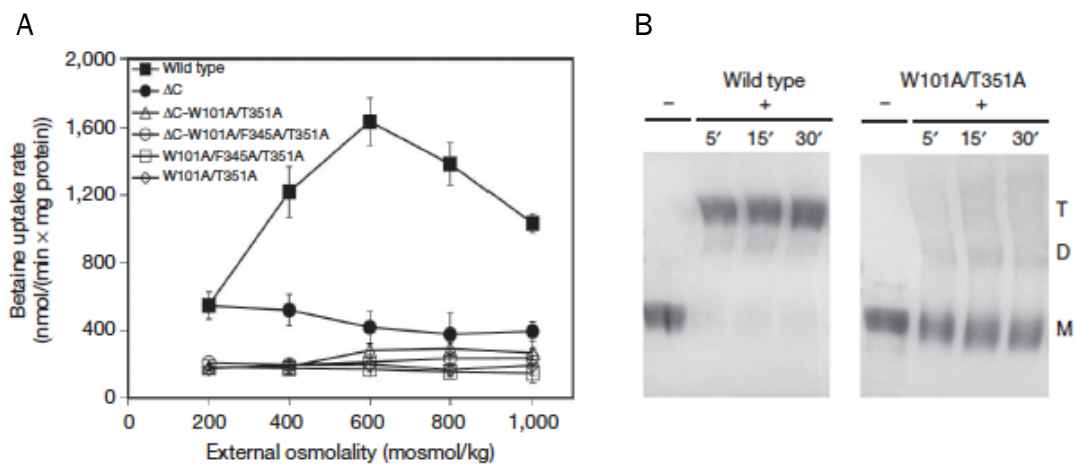 A
B
2,000
1,600
1,200
800
400
0
Betaine uptake rate
(nmol/(min × mg protein))
Wild type
ΔC
ΔC-W101A/T351A
ΔC-W101A/F345A/T351A
W101A/F345A/T351A
W101A/T351A
0 200 400 600 800 1,000
External osmolality (mosmol/kg)
Wild type
– +
5′ 15′ 30′
W101A/T351A
– +
5′ 15′ 30′
T
D
M